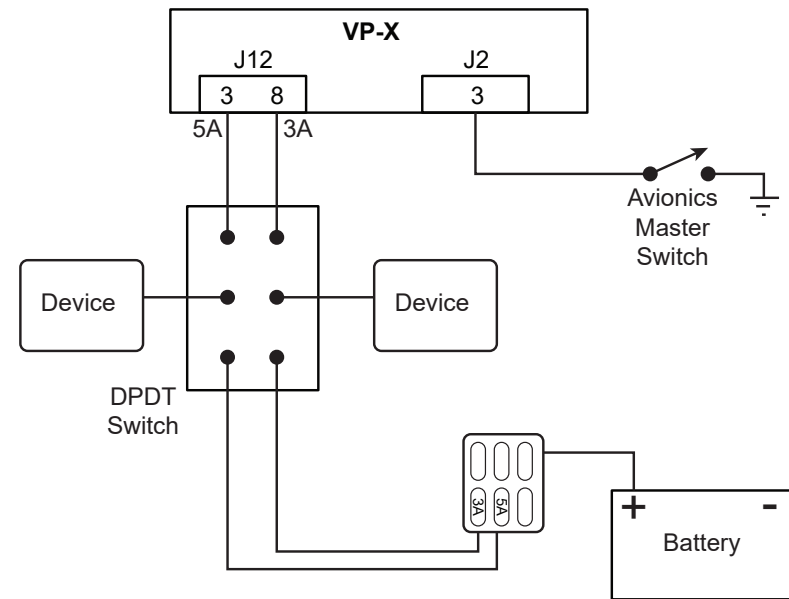 VP-X
J12
J2
3 8
3
5A 3A
Avionics
Master
Switch
Device
Device
DPDT
Switch
3A
5A
+ -
Battery